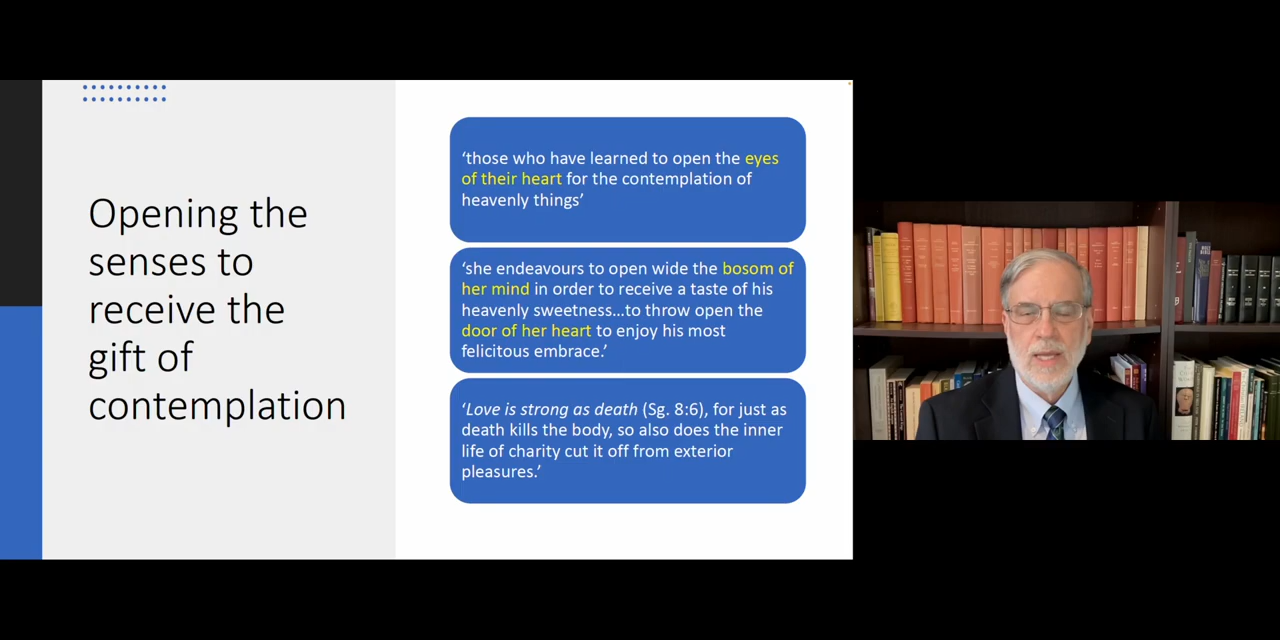 Opening the
senses to
receive the
gift of
contemplation
‘those who have learned to open the eyes
of their heart for the contemplation of
heavenly things’
‘she endeavours to open wide the bosom of
her mind in order to receive a taste of his
heavenly sweetness…to throw open the
door of her heart to enjoy his most
felicitous embrace.’
‘Love is strong as death (Sg. 8:6), for just as
death kills the body, so also does the inner
life of charity cut it off from exterior
pleasures.’